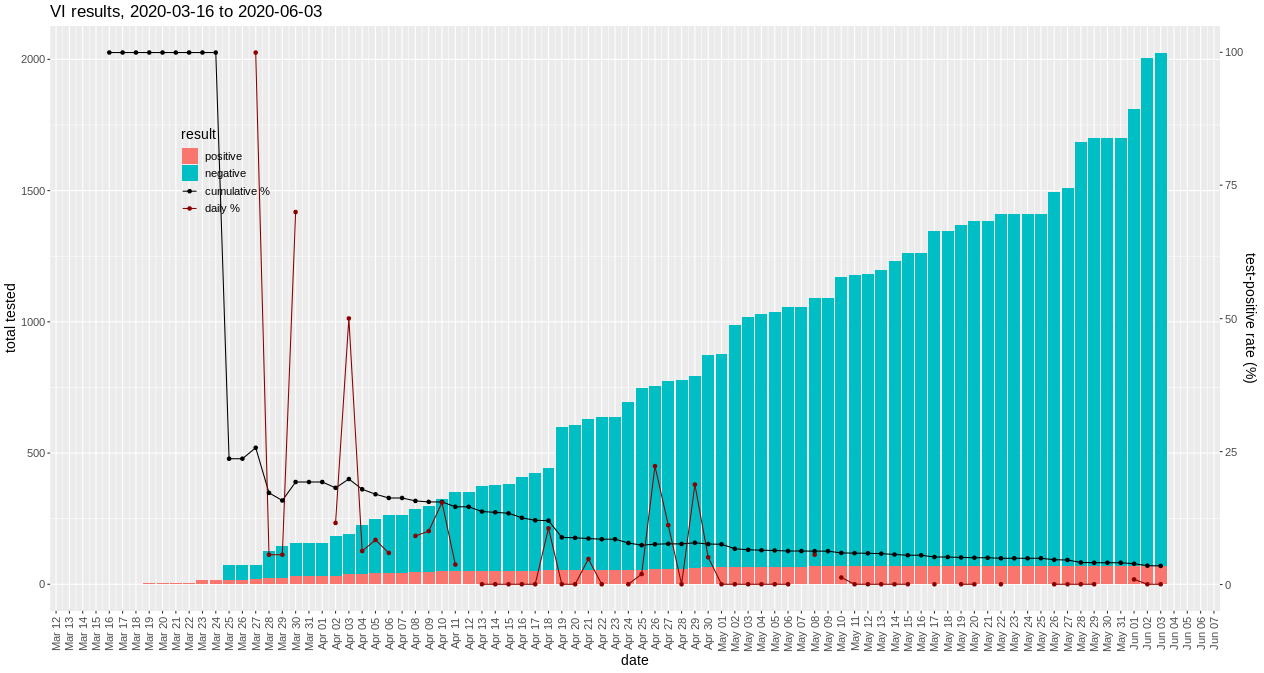 VI results, 2020-03-16 to 2020-06-03
total tested
2000
1500
1000
500
0
result
positive
negative
cumulative %
daily %
100
75
50
25
0
test-positive rate (%)
Mar 12
Mar 13
Mar 14
Mar 15
Mar 16
Mar 17
Mar 18
Mar 19
Mar 20
Mar 21
Mar 22
Mar 23
Mar 24
Mar 25
Mar 26
Mar 27
Mar 28
Mar 29
Mar 30
Mar 31
Apr 01
Apr 02
Apr 03
Apr 04
Apr 05
Apr 06
Apr 07
Apr 08
Apr 09
Apr 10
Apr 11
Apr 12
Apr 13
Apr 14
Apr 15
Apr 16
Apr 17
Apr 18
Apr 19
Apr 20
Apr 21
Apr 22
Apr 23
Apr 24
Apr 25
Apr 26
Apr 27
Apr 28
Apr 29
Apr 30
May 01
May 02
May 03
May 04
May 05
May 06
May 07
May 08
May 09
May 10
May 11
May 12
May 13
May 14
May 15
May 16
May 17
May 18
May 19
May 20
May 21
May 22
May 23
May 24
May 25
May 26
May 27
May 28
May 29
May 30
May 31
Jun 01
Jun 02
Jun 03
Jun 04
Jun 05
Jun 06
Jun 07
date